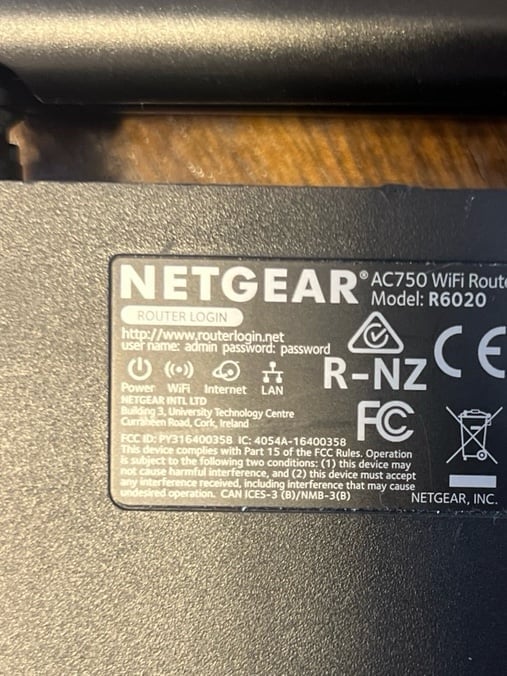 NETGEAR® AC750 WiFi Route
Model: R6020
ROUTER LOGIN
http://www.routerlogin.net
user name: admin password: password
Power WiFi Internet LAN
R-NZ
CE
NETGEAR INTL LTD
Building 3, University Technology Centre
Curraheen Road, Cork, Ireland
FC
FCC ID: PY316400358 IC: 4054A-16400358
This device complies with Part 15 of the FCC Rules. Operation
is subject to the following two conditions: (1) this device may
not cause harmful interference, and (2) this device must accept
any interference received, including interference that may cause
undesired operation. CAN ICES-3 (B)/NMB-3(B)
NETGEAR, INC.